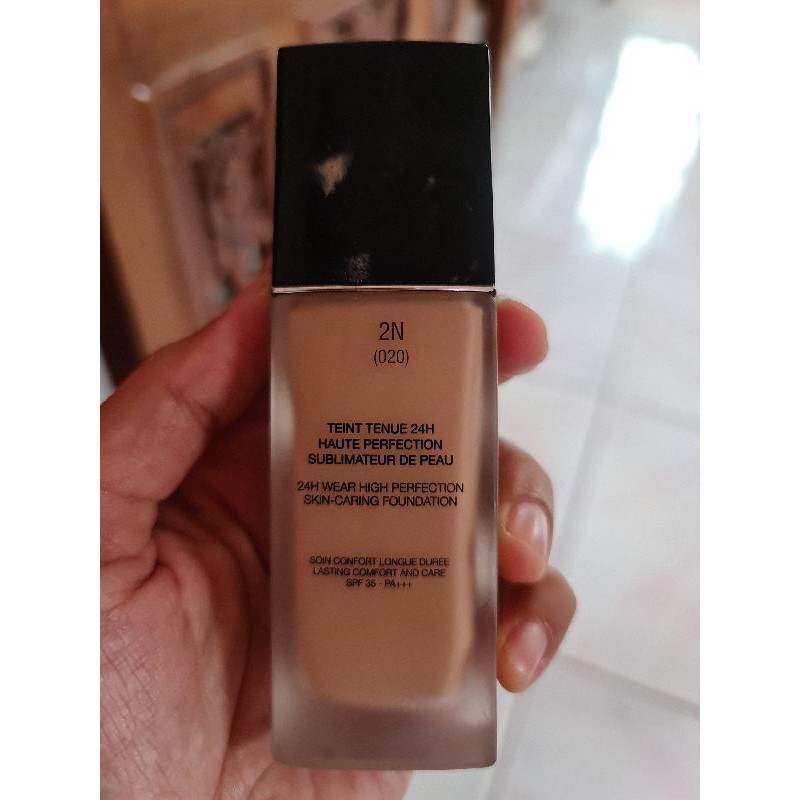 2N
(020)
TEINT TENUE 24H
HAUTE PERFECTION
SUBLIMATEUR DE PEAU
24H WEAR HIGH PERFECTION
SKIN-CARING FOUNDATION
SOIN CONFORT LONGUE DURÉE
LASTING COMFORT AND CARE
SPF 35 - PA+++